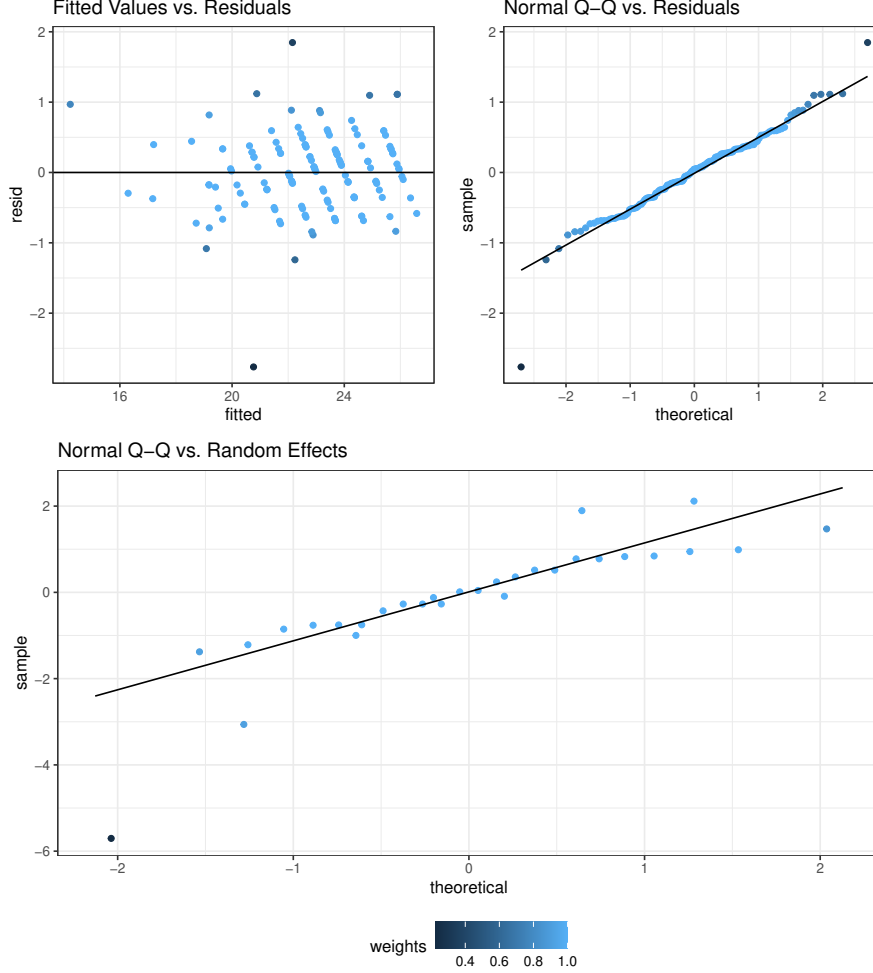 Fitted Values vs. Residuals
2
1
0
−1
−2
resid
16 20 24
fitted
Normal Q−Q vs. Residuals
2
1
0
−1
−2
sample
−2 −1 0 1 2
theoretical
Normal Q−Q vs. Random Effects
2
0
−2
−4
−6
sample
−2 −1 0 1 2
theoretical
weights
0.4 0.6 0.8 1.0